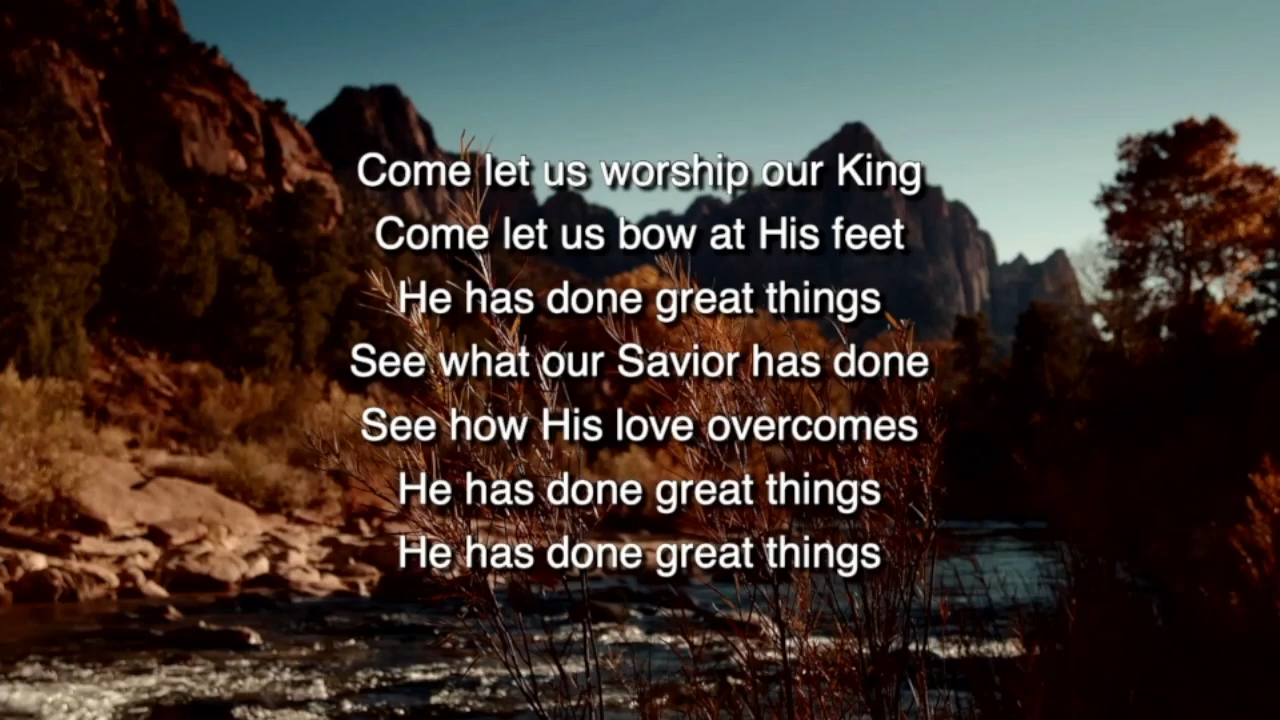 Come let us worship our King
Come let us bow at His feet
He has done great things
See what our Savior has done
See how His love overcomes
He has done great things
He has done great things